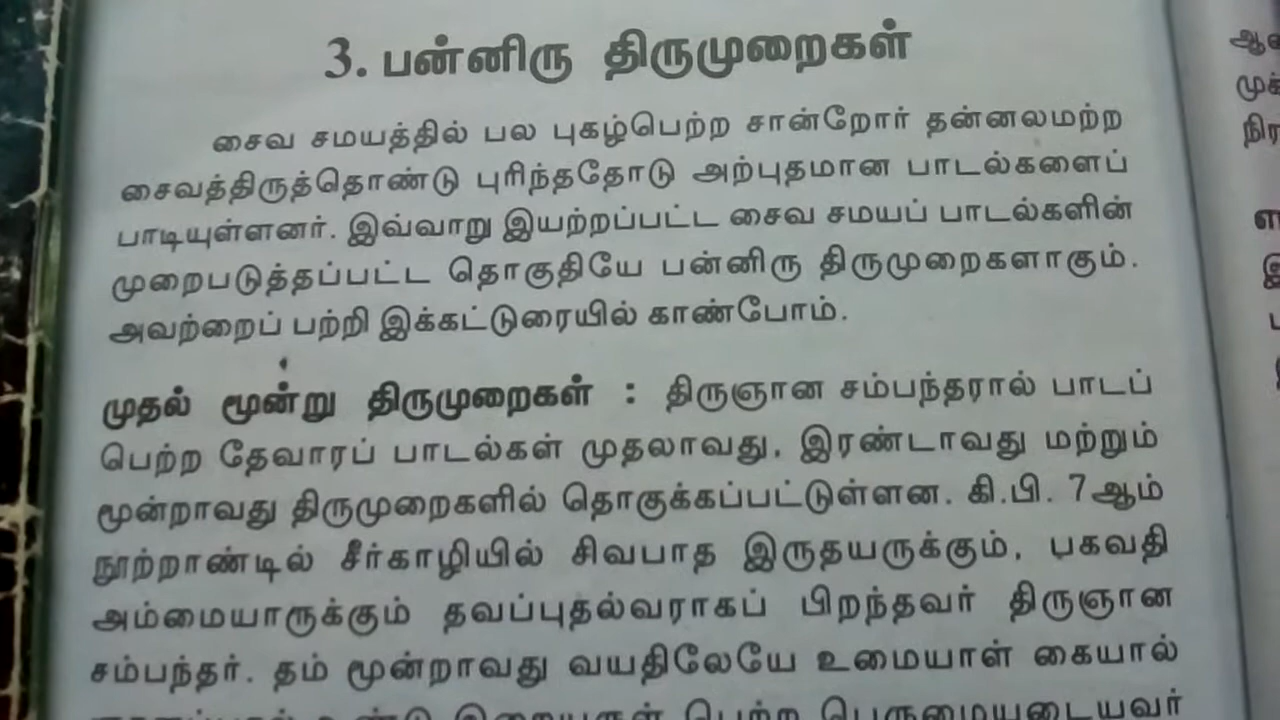 3. பன்னிரு திருமுறைகள்
சைவ சமயத்தில் பல புகழ்பெற்ற சான்றோர் தன்னலமற்ற
சைவத்திருத்தொண்டு புரிந்ததோடு அற்புதமான பாடல்களைப்
பாடியுள்ளனர். இவ்வாறு இயற்றப்பட்ட சைவ சமயப் பாடல்களின்
முறைபடுத்தப்பட்ட தொகுதியே பன்னிரு திருமுறைகளாகும்.
அவற்றைப் பற்றி இக்கட்டுரையில் காண்போம்.
முதல் மூன்று திருமுறைகள் : திருஞான சம்பந்தரால் பாடப்
பெற்ற தேவாரப் பாடல்கள் முதலாவது, இரண்டாவது மற்றும்
மூன்றாவது திருமுறைகளில் தொகுக்கப்பட்டுள்ளன. கி.பி. 7ஆம்
நூற்றாண்டில் சீர்காழியில் சிவபாத இருதயருக்கும், பகவதி
அம்மையாருக்கும் தவப்புதல்வராகப் பிறந்தவர் திருஞான
சம்பந்தர். தம் மூன்றாவது வயதிலேயே உமையாள் கையால்
பெற்ற பெருமையுடையவர்